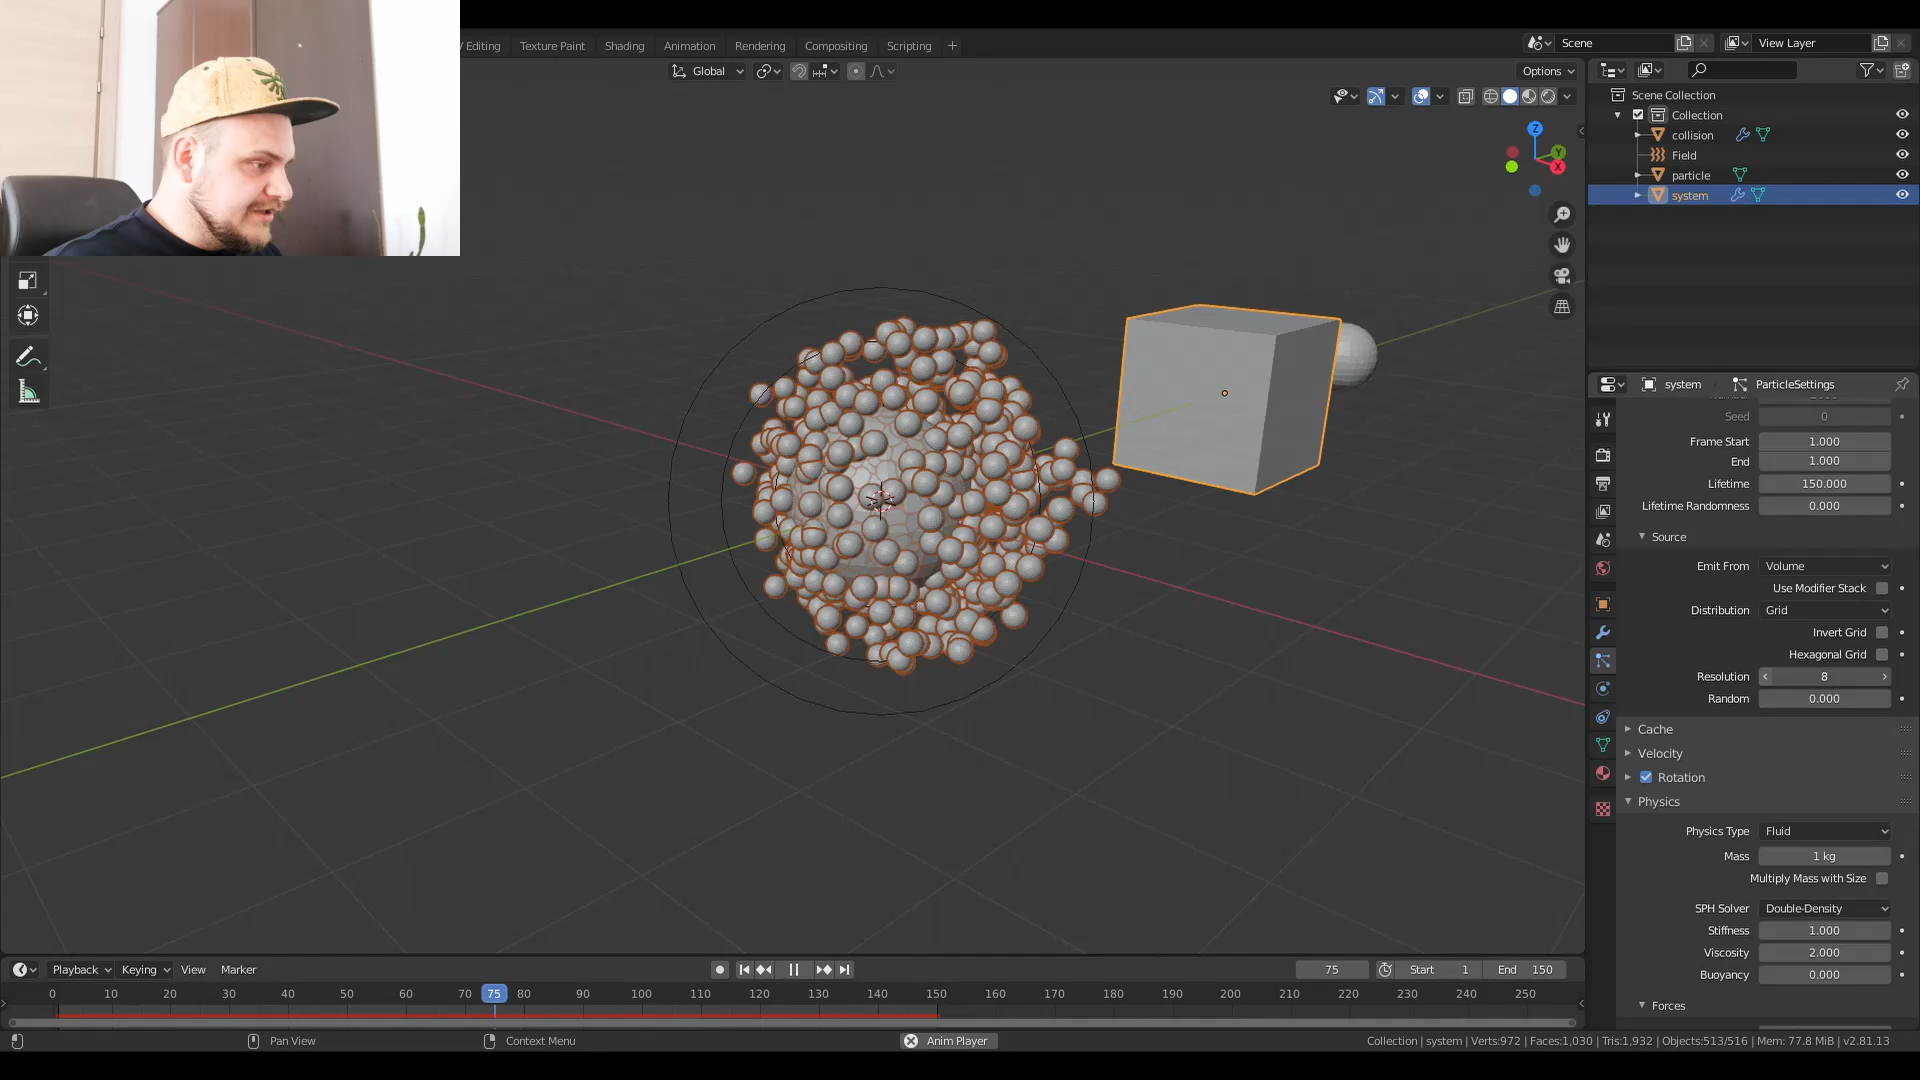 Editing
Texture Paint
Shading
Animation
Rendering
Compositing
Scripting
+
Scene
View Layer
Global
Options
Scene Collection
Collection
collision
Field
particle
system
Z
Y
X
system
ParticleSettings
Seed
0
Frame Start
1.000
End
1.000
Lifetime
150.000
Lifetime Randomness
0.000
Source
Emit From
Volume
Use Modifier Stack
Distribution
Grid
Invert Grid
Hexagonal Grid
Resolution
8
Random
0.000
Cache
Velocity
Rotation
Physics
Physics Type
Fluid
Mass
1 kg
Multiply Mass with Size
SPH Solver
Double-Density
Stiffness
1.000
Viscosity
2.000
Buoyancy
0.000
Forces
Playback
Keying
View
Marker
75
Start 1
End 150
0 10 20 30 40 50 60 70 75 80 90 100 110 120 130 140 150 160 170 180 190 200 210 220 230 240 250
Pan View
Context Menu
Anim Player
Collection | system | Verts:972 | Faces:1,030 | Tris:1,932 | Objects:513/516 | Mem: 77.8 MiB | v2.81.13